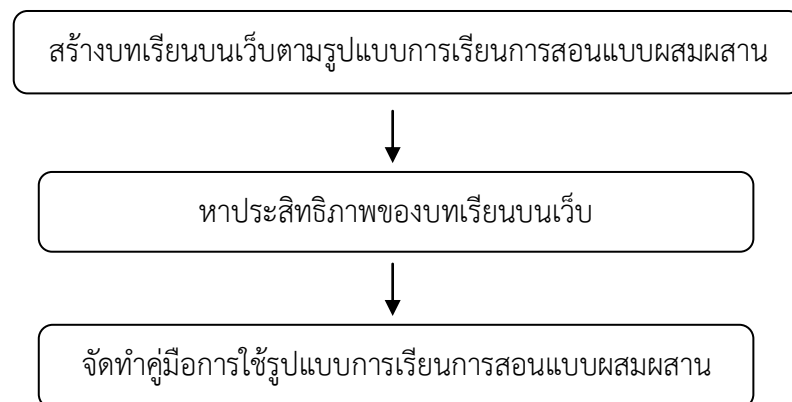 สร้างบทเรียนบนเว็บตามรูปแบบการเรียนการสอนแบบผสมผสาน
หาประสิทธิภาพของบทเรียนบนเว็บ
จัดทำคู่มือการใช้รูปแบบการเรียนการสอนแบบผสมผสาน